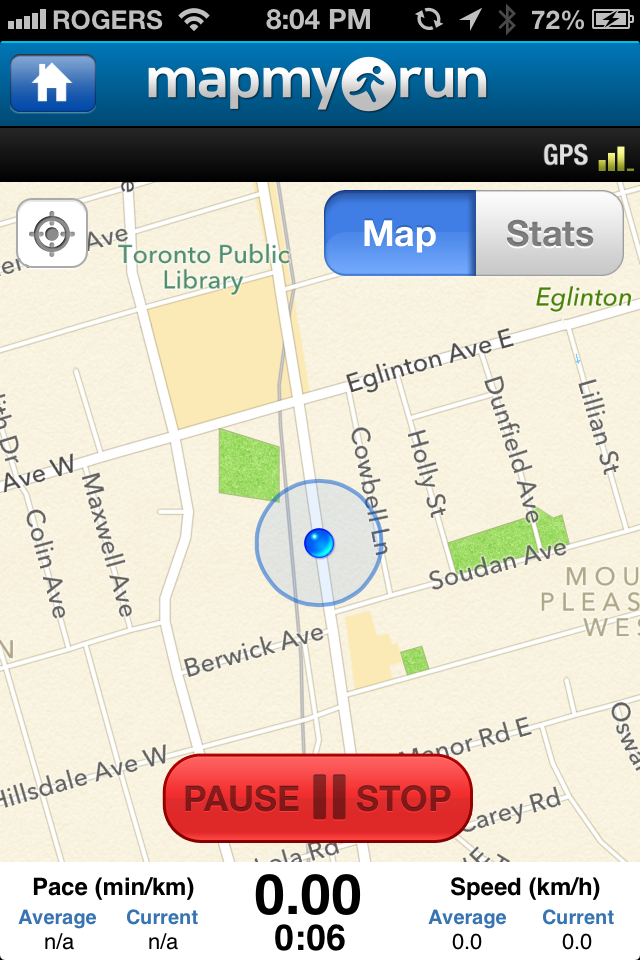 ROGERS 8:04 PM 72%
mapmyrun
GPS
Map Stats
Ave
Toronto Public
Library
Eglinton
Eglinton Ave E
Ave W
Colin Ave
Maxwell Ave
Cowbell Ln
Holly St
Dunfield Ave
Lillian St
Soudan Ave
MOU
PLEAS
WES
Berwick Ave
Hillsdale Ave W
Manor Rd E
Oswa
PAUSE STOP
Carey Rd
ola Rd
Pace (min/km) 0.00 Speed (km/h)
Average Current 0:06 Average Current
n/a n/a 0.0 0.0